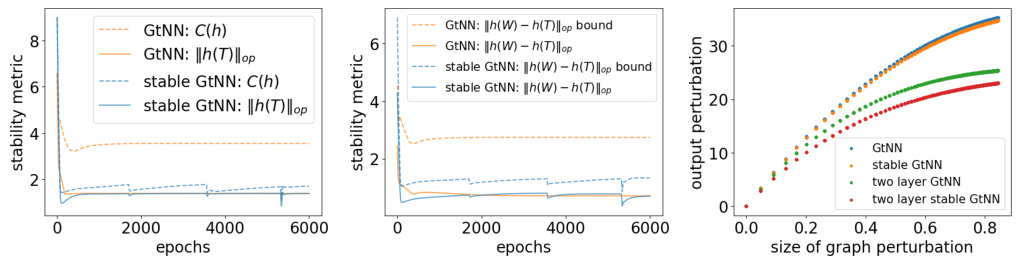 stability metric
8
6
4
2
GtNN: C(h)
GtNN: ‖h(T)‖op
stable GtNN: C(h)
stable GtNN: ‖h(T)‖op
0 2000 4000 6000
epochs
stability metric
6
4
2
GtNN: ‖h(W) − h(T)‖op bound
GtNN: ‖h(W) − h(T)‖op
stable GtNN: ‖h(W) − h(T)‖op bound
stable GtNN: ‖h(W) − h(T)‖op
0 2000 4000 6000
epochs
output perturbation
30
20
10
0
GtNN
stable GtNN
two layer GtNN
two layer stable GtNN
0.0 0.2 0.4 0.6 0.8
size of graph perturbation